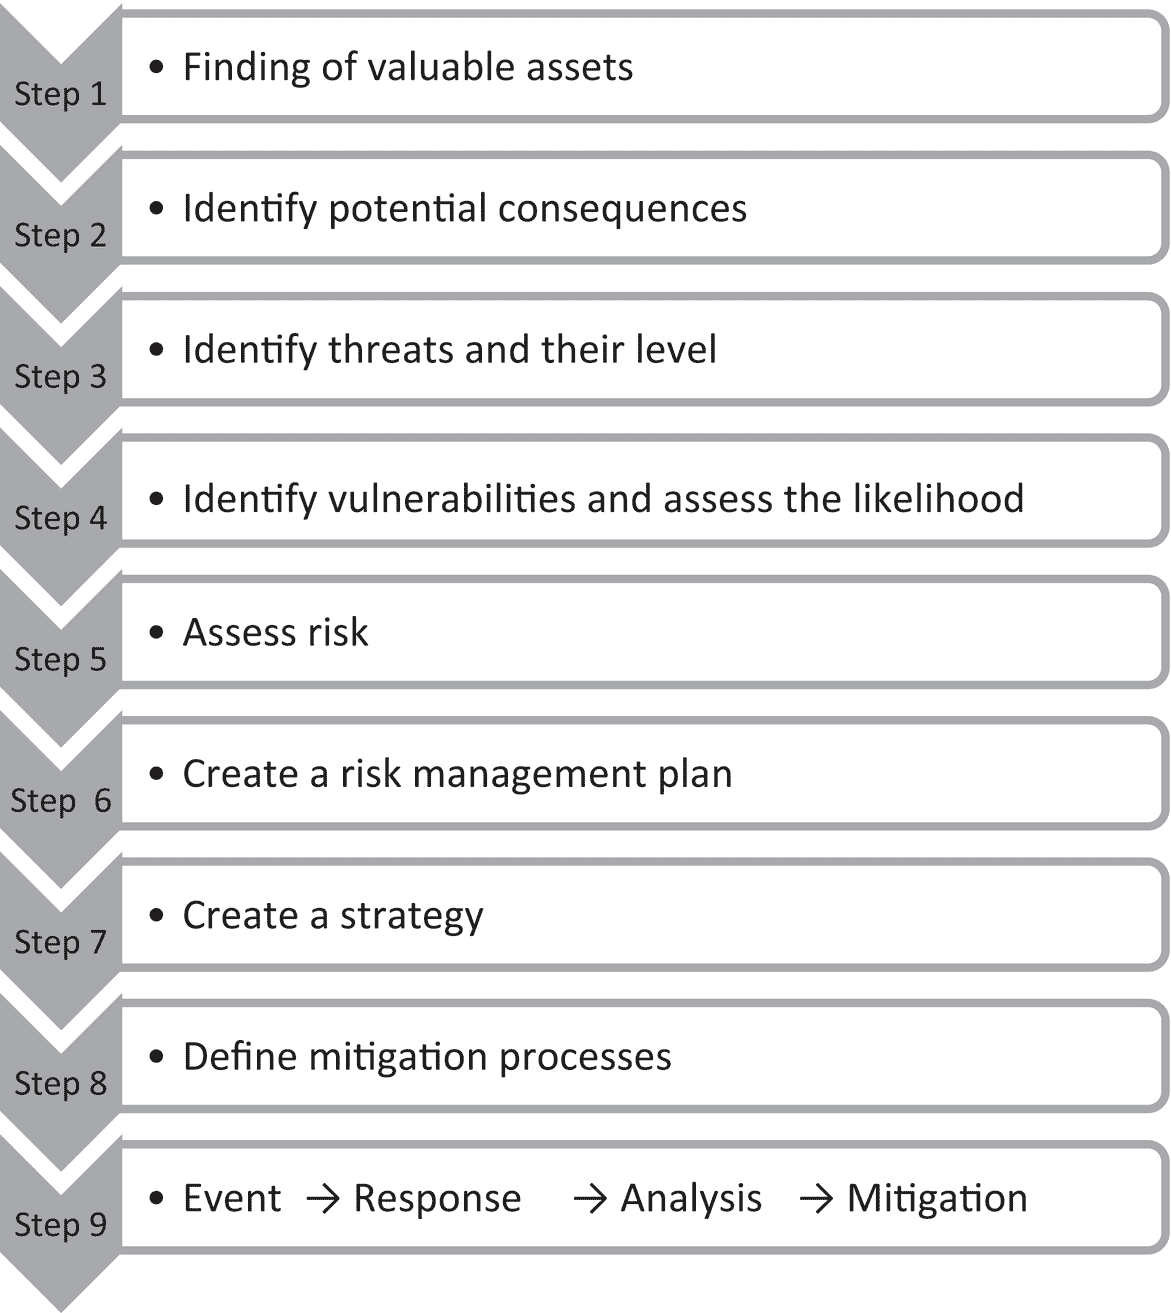 Step 1
• Finding of valuable assets
Step 2
• Identify potential consequences
Step 3
• Identify threats and their level
Step 4
• Identify vulnerabilities and assess the likelihood
Step 5
• Assess risk
Step 6
• Create a risk management plan
Step 7
• Create a strategy
Step 8
• Define mitigation processes
Step 9
• Event → Response → Analysis → Mitigation